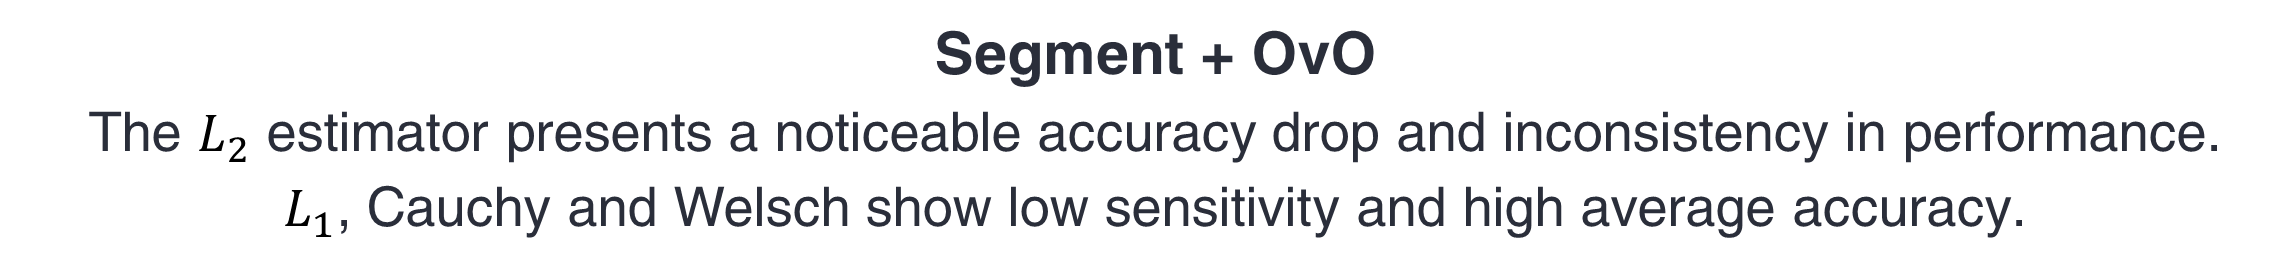 Segment + OvO
The L₂ estimator presents a noticeable accuracy drop and inconsistency in performance.
L₁, Cauchy and Welsch show low sensitivity and high average accuracy.